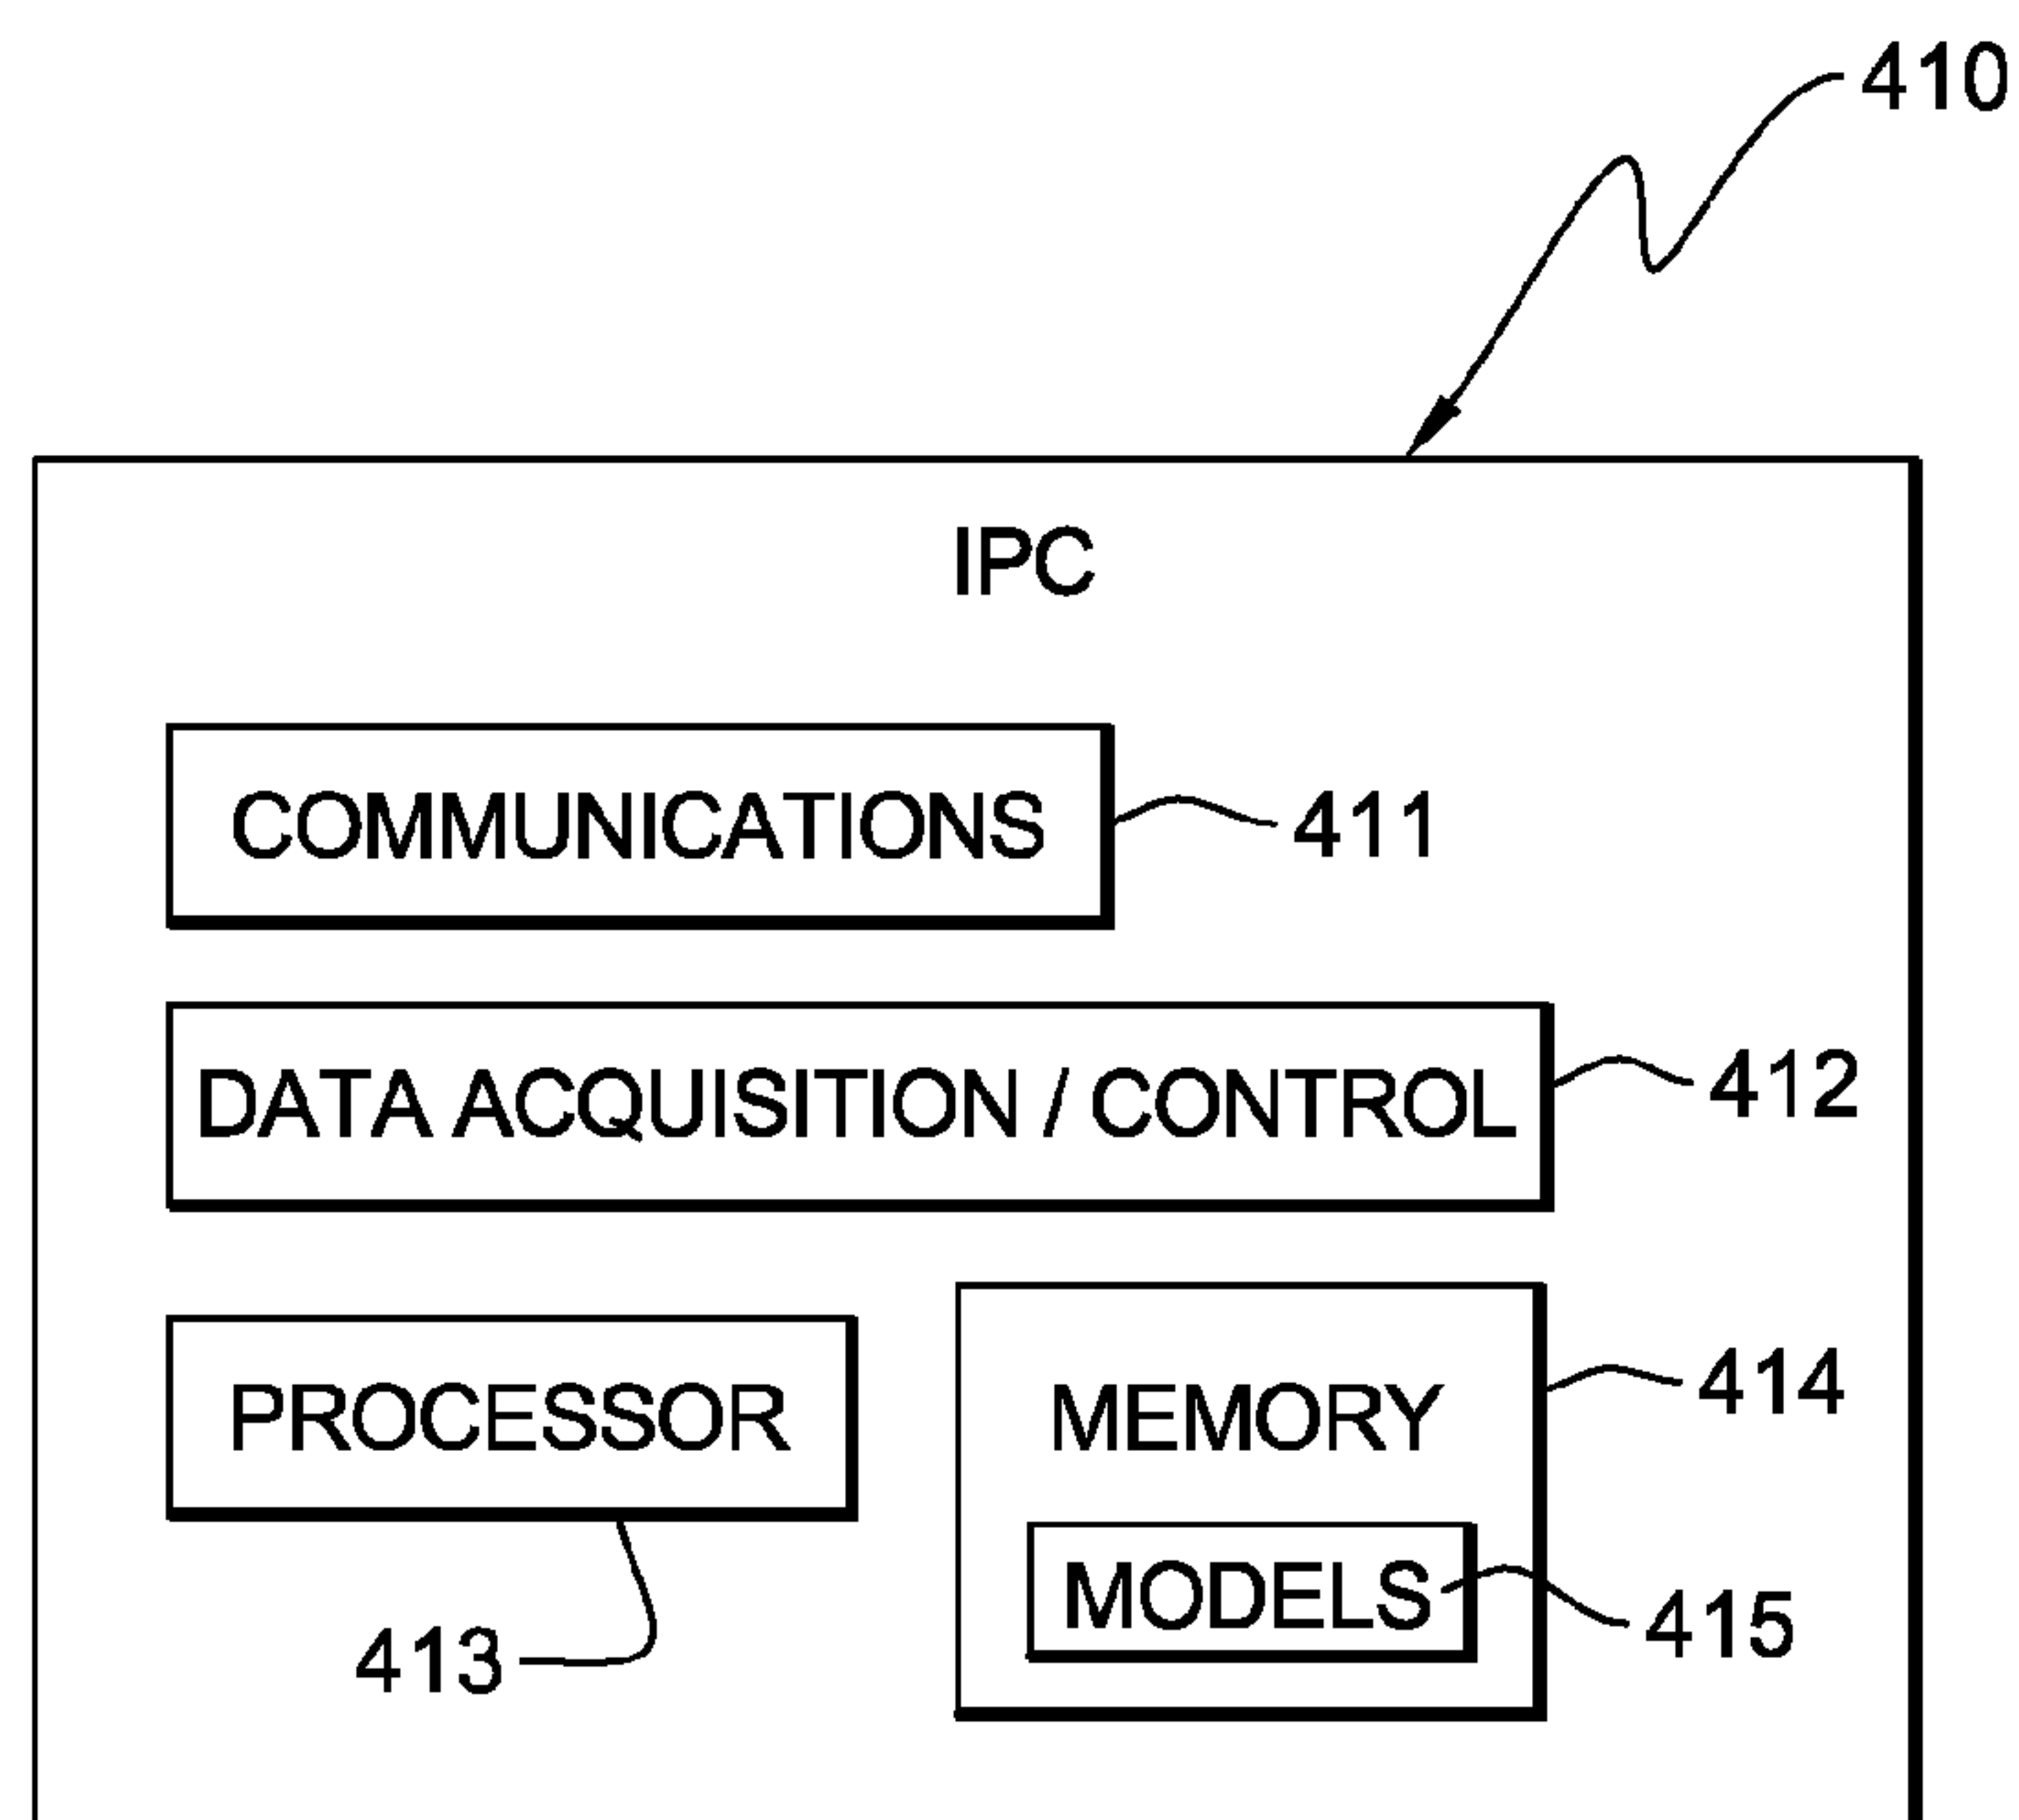 410
IPC
COMMUNICATIONS 411
DATA ACQUISITION / CONTROL 412
PROCESSOR MEMORY 414
MODELS 415
413